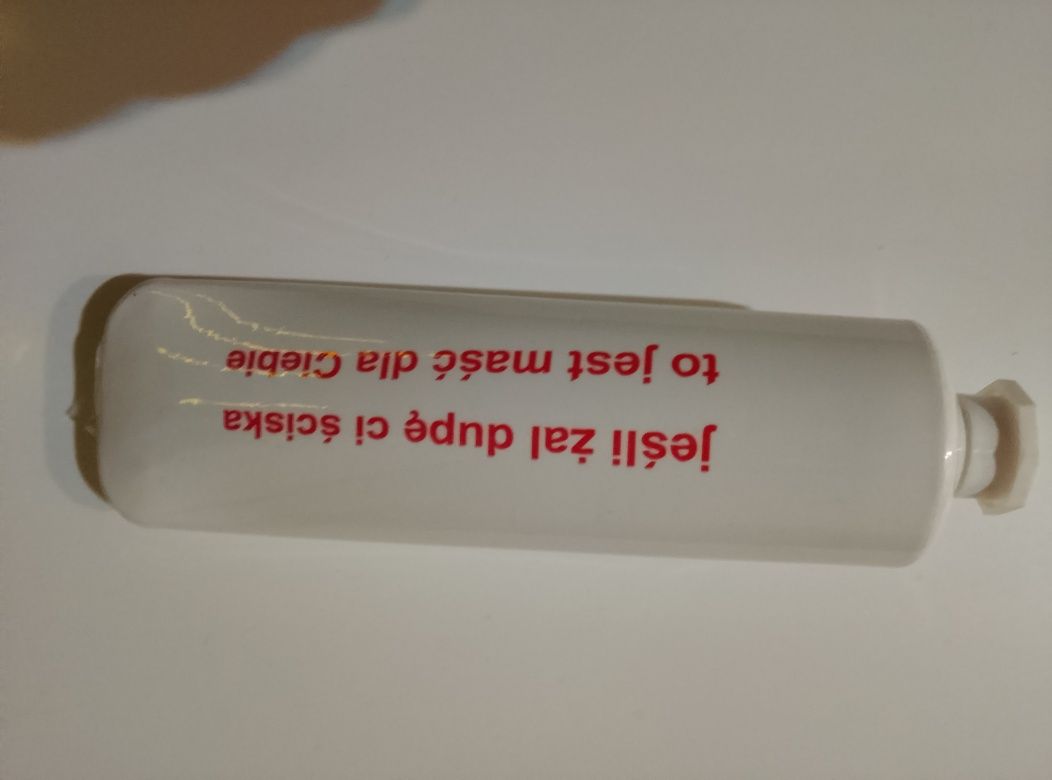 jeśli żal dupę ci ściska
to jest maść dla Ciebie